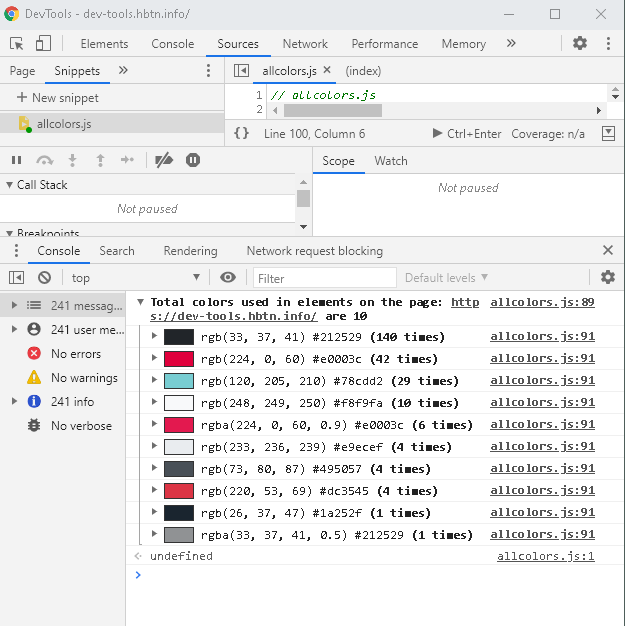 DevTools - dev-tools.hbtn.info/
Elements Console Sources Network Performance Memory »
Page Snippets »
allcolors.js × (index)
+ New snippet
1 // allcolors.js
2
allcolors.js
{} Line 100, Column 6 Ctrl+Enter Coverage: n/a
Scope Watch
Call Stack
Not paused
Not paused
Breakpoints
Console Search Rendering Network request blocking
top Filter Default levels
241 messag...
241 user me...
No errors
No warnings
241 info
No verbose
Total colors used in elements on the page: http allcolors.js:89
s://dev-tools.hbtn.info/ are 10
rgb(33, 37, 41) #212529 (140 times) allcolors.js:91
rgb(224, 0, 60) #e0003c (42 times) allcolors.js:91
rgb(120, 205, 210) #78cdd2 (29 times) allcolors.js:91
rgb(248, 249, 250) #f8f9fa (10 times) allcolors.js:91
rgba(224, 0, 60, 0.9) #e0003c (6 times) allcolors.js:91
rgb(233, 236, 239) #e9ecef (4 times) allcolors.js:91
rgb(73, 80, 87) #495057 (4 times) allcolors.js:91
rgb(220, 53, 69) #dc3545 (4 times) allcolors.js:91
rgb(26, 37, 47) #1a252f (1 times) allcolors.js:91
rgba(33, 37, 41, 0.5) #212529 (1 times) allcolors.js:91
undefined allcolors.js:1